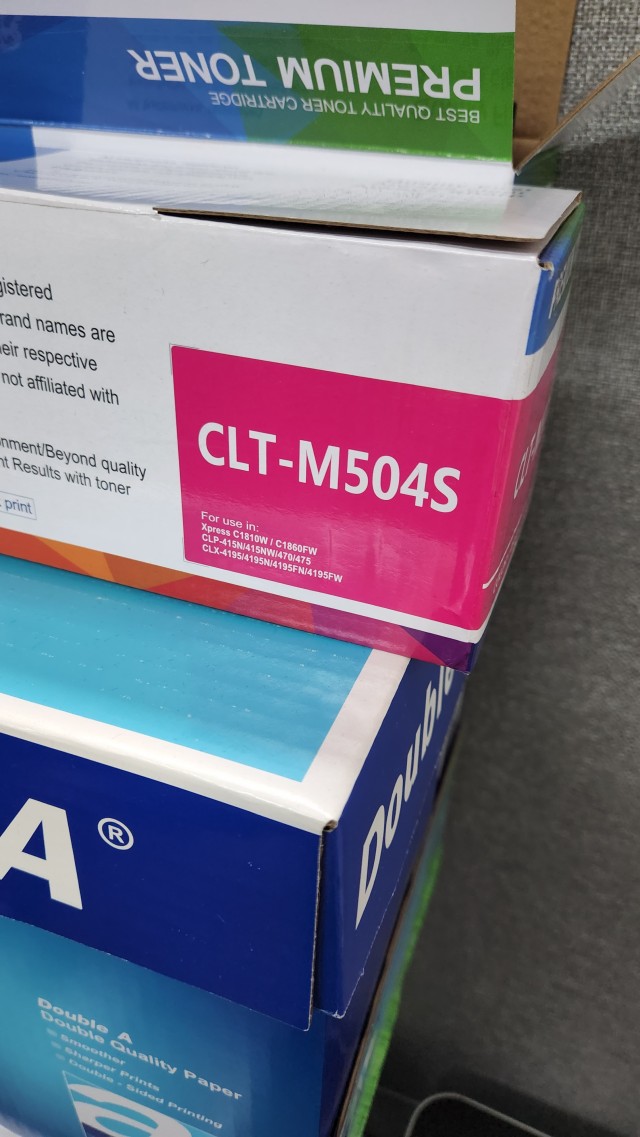 PREMIUM TONER
BEST QUALITY TONER CARTRIDGE
gistered
rand names are
eir respective
not affiliated with
onment/Beyond quality
nt Results with toner
print
CLT-M504S
For use in:
Xpress C1810W / C1860FW
CLP-415N/415NW/470/475
CLX-4195/4195N/4195FN/4195FW
Double
A®
Double A
Double Quality Paper
Smoother
Sharper Prints
Double - Sided Printing